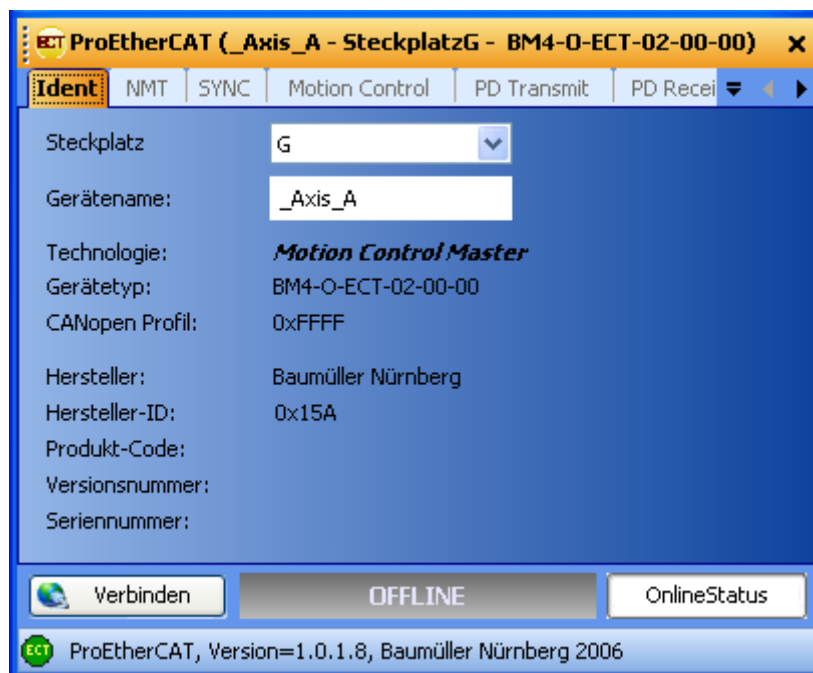 ECT ProEtherCAT (_Axis_A - SteckplatzG - BM4-O-ECT-02-00-00)
Ident NMT SYNC Motion Control PD Transmit PD Recei
Steckplatz G
Gerätename: _Axis_A
Technologie: Motion Control Master
Gerätetyp: BM4-O-ECT-02-00-00
CANopen Profil: 0xFFFF
Hersteller: Baumüller Nürnberg
Hersteller-ID: 0x15A
Produkt-Code:
Versionsnummer:
Seriennummer:
Verbinden OFFLINE OnlineStatus
ECT ProEtherCAT, Version=1.0.1.8, Baumüller Nürnberg 2006